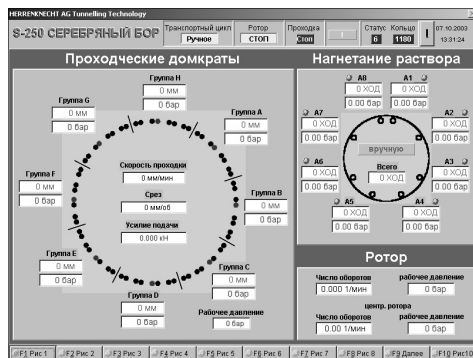 HERRENKNECHT AG Tunnelling Technology
S-250 СЕРЕБРЯНЫЙ БОР
Транспортный цикл
Ручное
Ротор
СТОП
Проходка
Стоп
Статус
6
Кольцо
1180
07.10.2003
13:31:24
Проходческие домкраты
Группа H
0 мм
0 бар
Группа G
0 мм
0 бар
Группа A
0 мм
0 бар
Группа F
0 мм
0 бар
Группа B
0 мм
0 бар
Скорость проходки
0 мм/мин
Срез
0 мм/об
Усилие подачи
0.000 кН
Группа E
0 мм
0 бар
Группа C
0 мм
0 бар
Группа D
0 мм
0 бар
Рабочее давление
0 бар
Нагнетание раствора
A8
0 ХОД
0.00 бар
A1
0 ХОД
0.00 бар
A7
0 ХОД
0.00 бар
A2
0 ХОД
0.00 бар
вручную
Всего
0 ХОД
A6
0 ХОД
0.00 бар
A3
0 ХОД
0.00 бар
A5
0 ХОД
0.00 бар
A4
0 ХОД
0.00 бар
Ротор
Число оборотов
0.000 1/мин
рабочее давление
0 бар
центр. ротора
Число оборотов
0.00 1/мин
рабочее давление
0 бар
F1 Рис 1
F2 Рис 2
F3 Рис 3
F4 Рис 4
F5 Рис 5
F6 Рис 6
F7 Рис 7
F8 Рис 8
F9 Далее
F10 Рис10